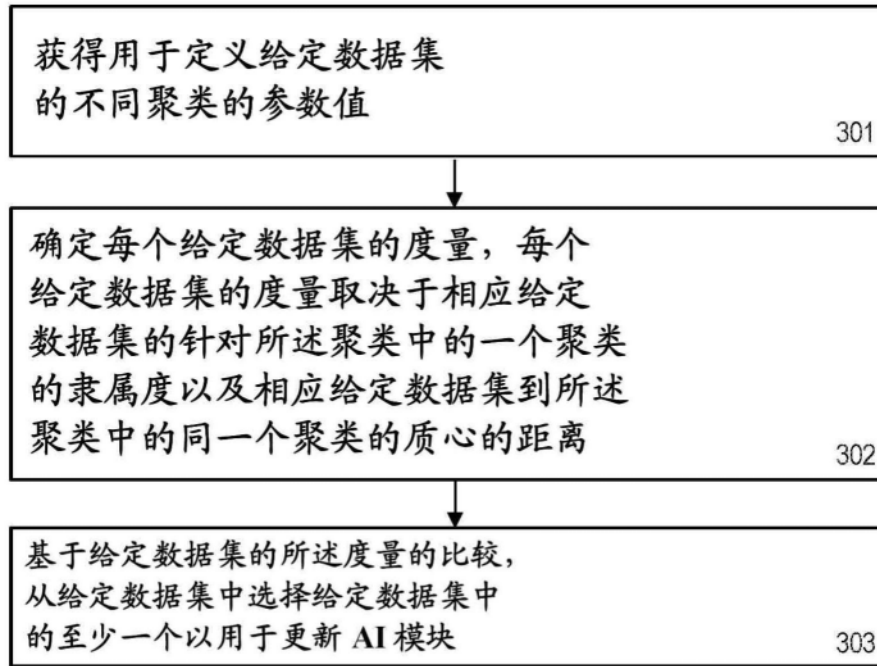 获得用于定义给定数据集
的不同聚类的参数值
301
确定每个给定数据集的度量，每个
给定数据集的度量取决于相应给定
数据集的针对所述聚类中的一个聚类
的隶属度以及相应给定数据集到所述
聚类中的同一个聚类的质心的距离
302
基于给定数据集的所述度量的比较，
从给定数据集中选择给定数据集中
的至少一个以用于更新 AI 模块
303